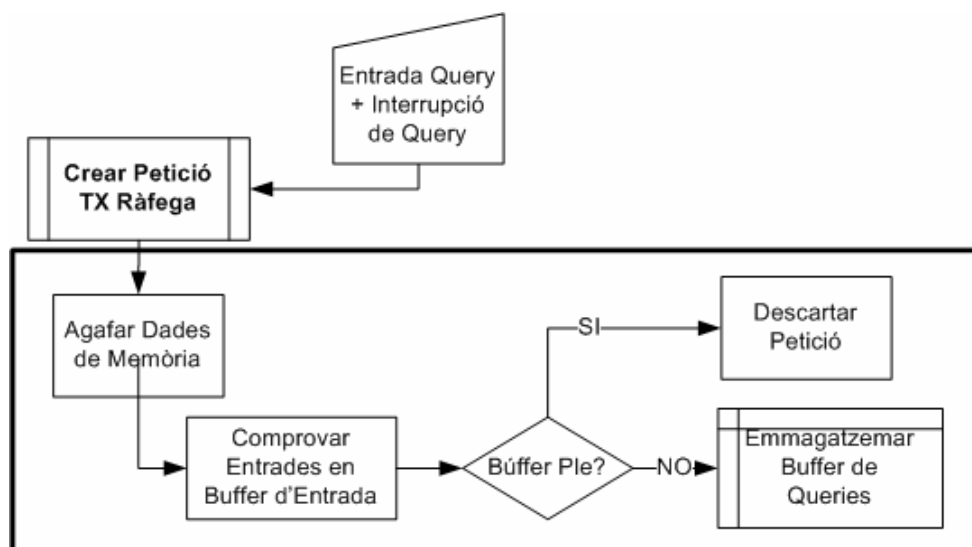 Entrada Query
+ Interrupció
de Query
Crear Petició
TX Ràfega
Agafar Dades
de Memòria
Comprovar
Entrades en
Buffer d'Entrada
Búffer Ple?
SI
Descartar
Petició
NO
Emmagatzemar
Buffer de
Queries